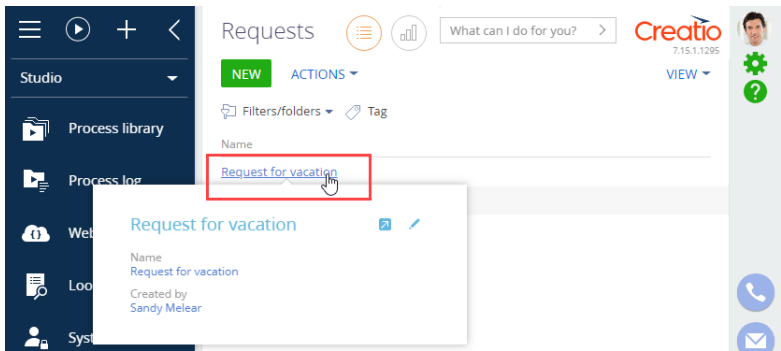 Requests
What can I do for you?
Creatio
7.15.1.1295
Studio
NEW
ACTIONS
VIEW
Filters/folders
Tag
Process library
Name
Request for vacation
Process log
Request for vacation
Web
Name
Request for vacation
Loo
Created by
Sandy Melear
Syst